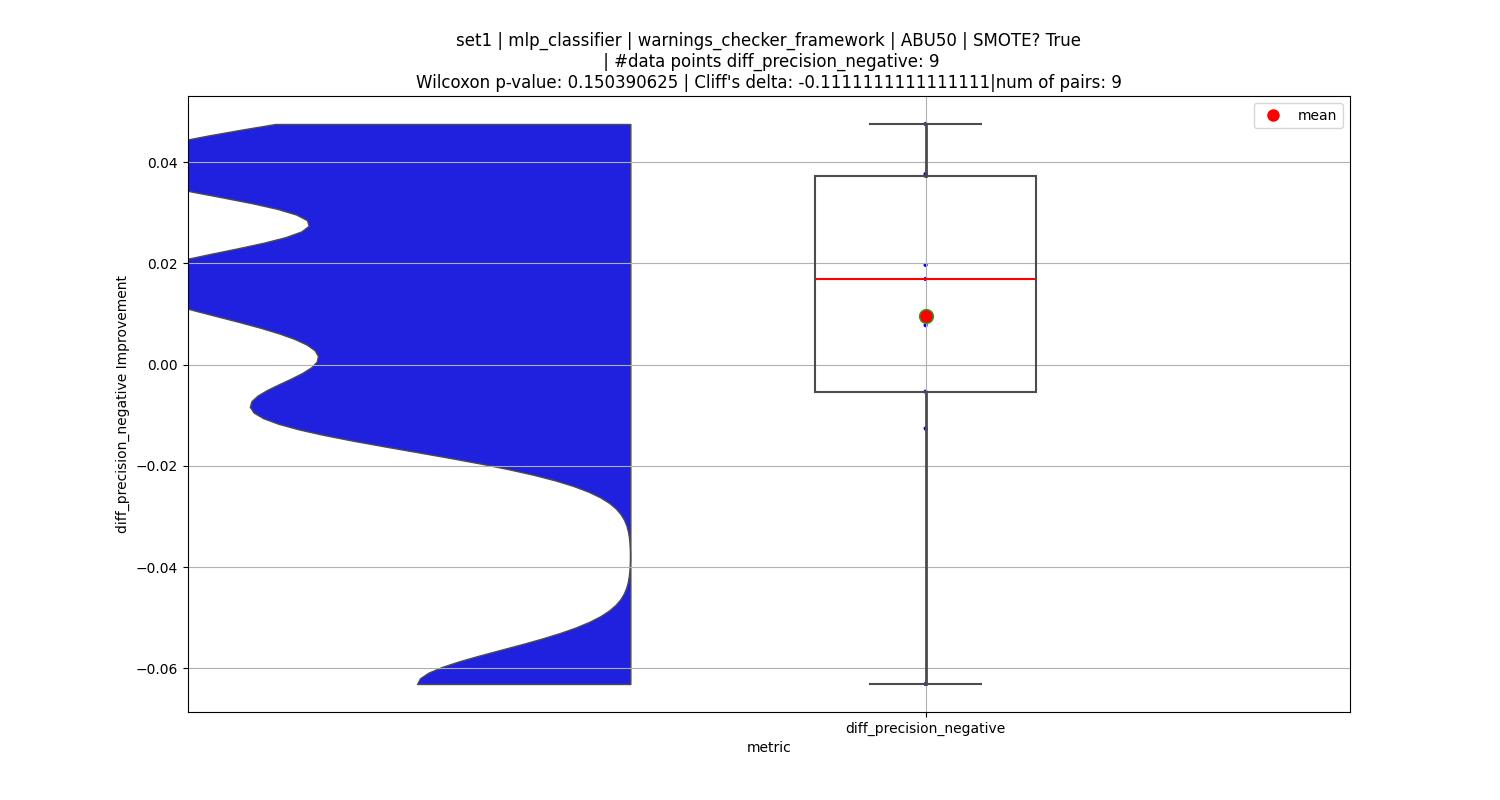 set1 | mlp_classifier | warnings_checker_framework | ABU50 | SMOTE? True
| #data points diff_precision_negative: 9
Wilcoxon p-value: 0.150390625 | Cliff's delta: -0.1111111111111111|num of pairs: 9
mean
0.04
0.02
0.00
−0.02
−0.04
−0.06
diff_precision_negative Improvement
diff_precision_negative
metric